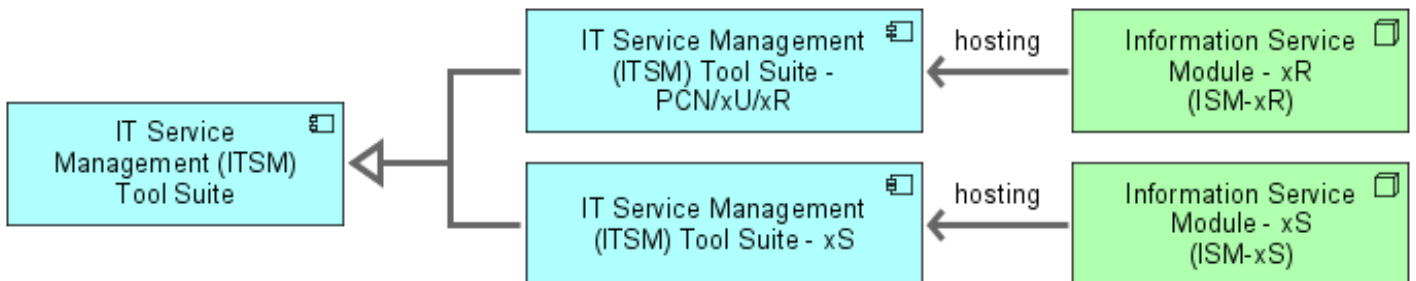 IT Service
Management (ITSM)
Tool Suite
IT Service Management
(ITSM) Tool Suite -
PCN/xU/xR
hosting
Information Service
Module - xR
(ISM-xR)
IT Service Management
(ITSM) Tool Suite - xS
hosting
Information Service
Module - xS
(ISM-xS)